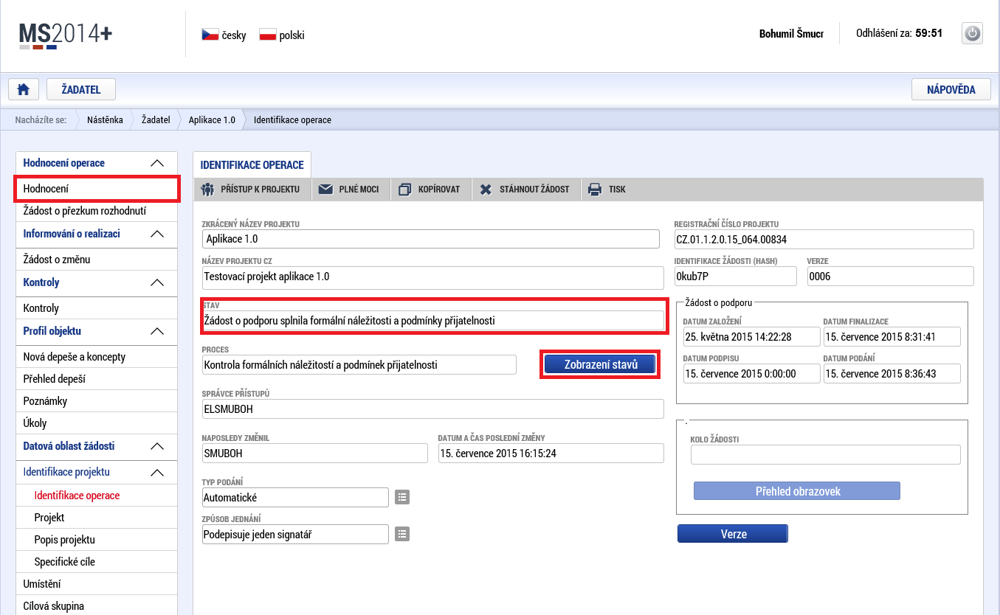 MS2014+
česky polski
Bohumil Šmucr
Odhlášení za: 59:51
ŽADATEL
NÁPOVĚDA
Nacházíte se: Nástěnka Žadatel Aplikace 1.0 Identifikace operace
Hodnocení operace
Hodnocení
Žádost o přezkum rozhodnutí
Informování o realizaci
Žádost o změnu
Kontroly
Kontroly
Profil objektu
Nová depeše a koncepty
Přehled depeší
Poznámky
Úkoly
Datová oblast žádosti
Identifikace projektu
Identifikace operace
Projekt
Popis projektu
Specifické cíle
Umístění
Cílová skupina
IDENTIFIKACE OPERACE
PŘÍSTUP K PROJEKTU PLNÉ MOCI KOPÍROVAT STÁHNOUT ŽÁDOST TISK
ZKRÁCENÝ NÁZEV PROJEKTU
Aplikace 1.0
NÁZEV PROJEKTU CZ
Testovací projekt aplikace 1.0
STAV
Žádost o podporu splnila formální náležitosti a podmínky přijatelnosti
PROCES
Kontrola formálních náležitostí a podmínek přijatelnosti
Zobrazení stavů
SPRÁVCE PŘÍSTUPŮ
ELSMUBOH
NAPOSLEDY ZMĚNIL
SMUBOH
DATUM A ČAS POSLEDNÍ ZMĚNY
15. července 2015 16:15:24
TYP PODÁNÍ
Automatické
ZPŮSOB JEDNÁNÍ
Podepisuje jeden signatář
REGISTRAČNÍ ČÍSLO PROJEKTU
CZ.01.1.2.0.15_064.00834
IDENTIFIKACE ŽÁDOSTI (HASH)
0kub7P
VERZE
0006
Žádost o podporu
DATUM ZALOŽENÍ
25. května 2015 14:22:28
DATUM FINALIZACE
15. července 2015 8:31:41
DATUM PODPISU
15. července 2015 0:00:00
DATUM PODÁNÍ
15. července 2015 8:36:43
.
KOLO ŽÁDOSTI
Přehled obrazovek
Verze